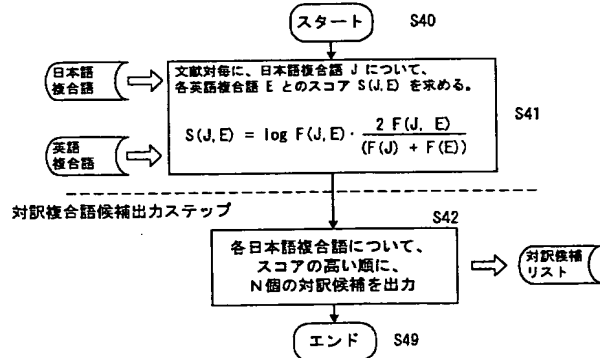 スタート
S40
日本語
複合語
文献対毎に、日本語複合語 J について、
各英語複合語 E とのスコア S(J,E) を求める。
S41
S(J,E) = log F(J,E)・2 F(J, E) / (F(J) + F(E))
英語
複合語
対訳複合語候補出力ステップ
S42
各日本語複合語について、
スコアの高い順に、
N個の対訳候補を出力
対訳候補
リスト
エンド
S49